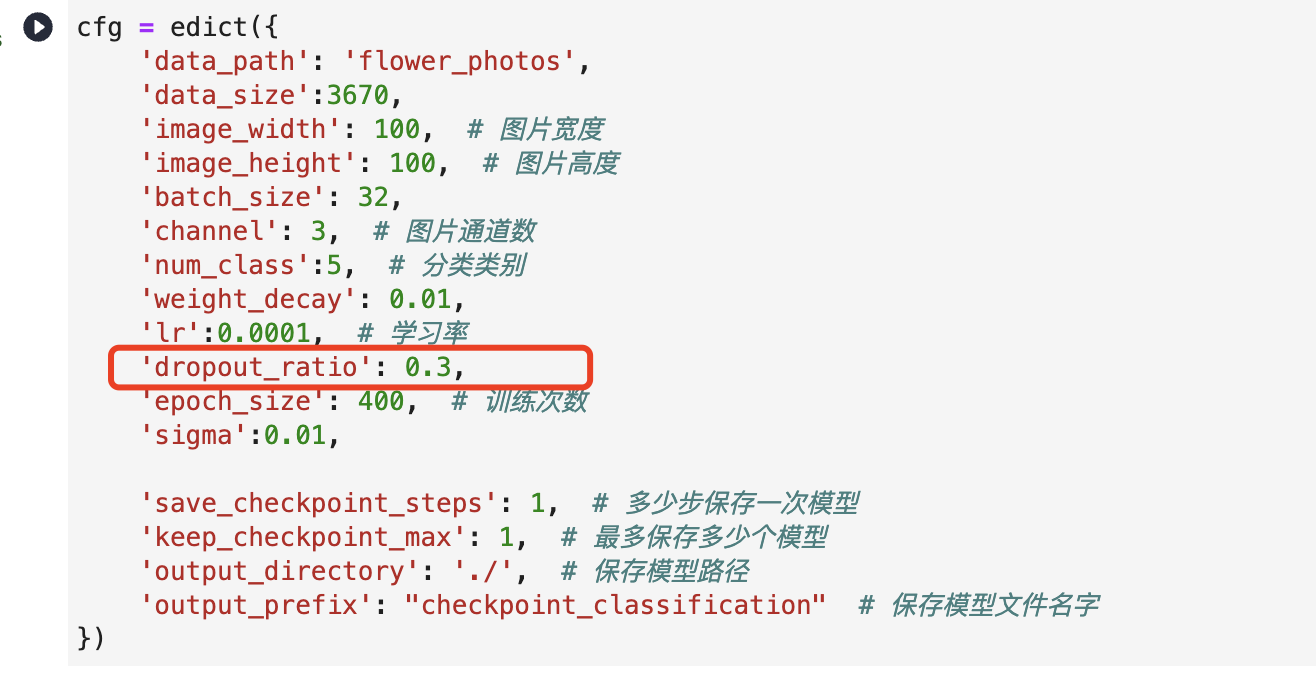 cfg = edict({
'data_path': 'flower_photos',
'data_size':3670,
'image_width': 100,  # 图片宽度
'image_height': 100,  # 图片高度
'batch_size': 32,
'channel': 3,  # 图片通道数
'num_class':5,  # 分类类别
'weight_decay': 0.01,
'lr':0.0001,  # 学习率
'dropout_ratio': 0.3,
'epoch_size': 400,  # 训练次数
'sigma':0.01,
'save_checkpoint_steps': 1,  # 多少步保存一次模型
'keep_checkpoint_max': 1,  # 最多保存多少个模型
'output_directory': './',  # 保存模型路径
'output_prefix': "checkpoint_classification"  # 保存模型文件名字
})